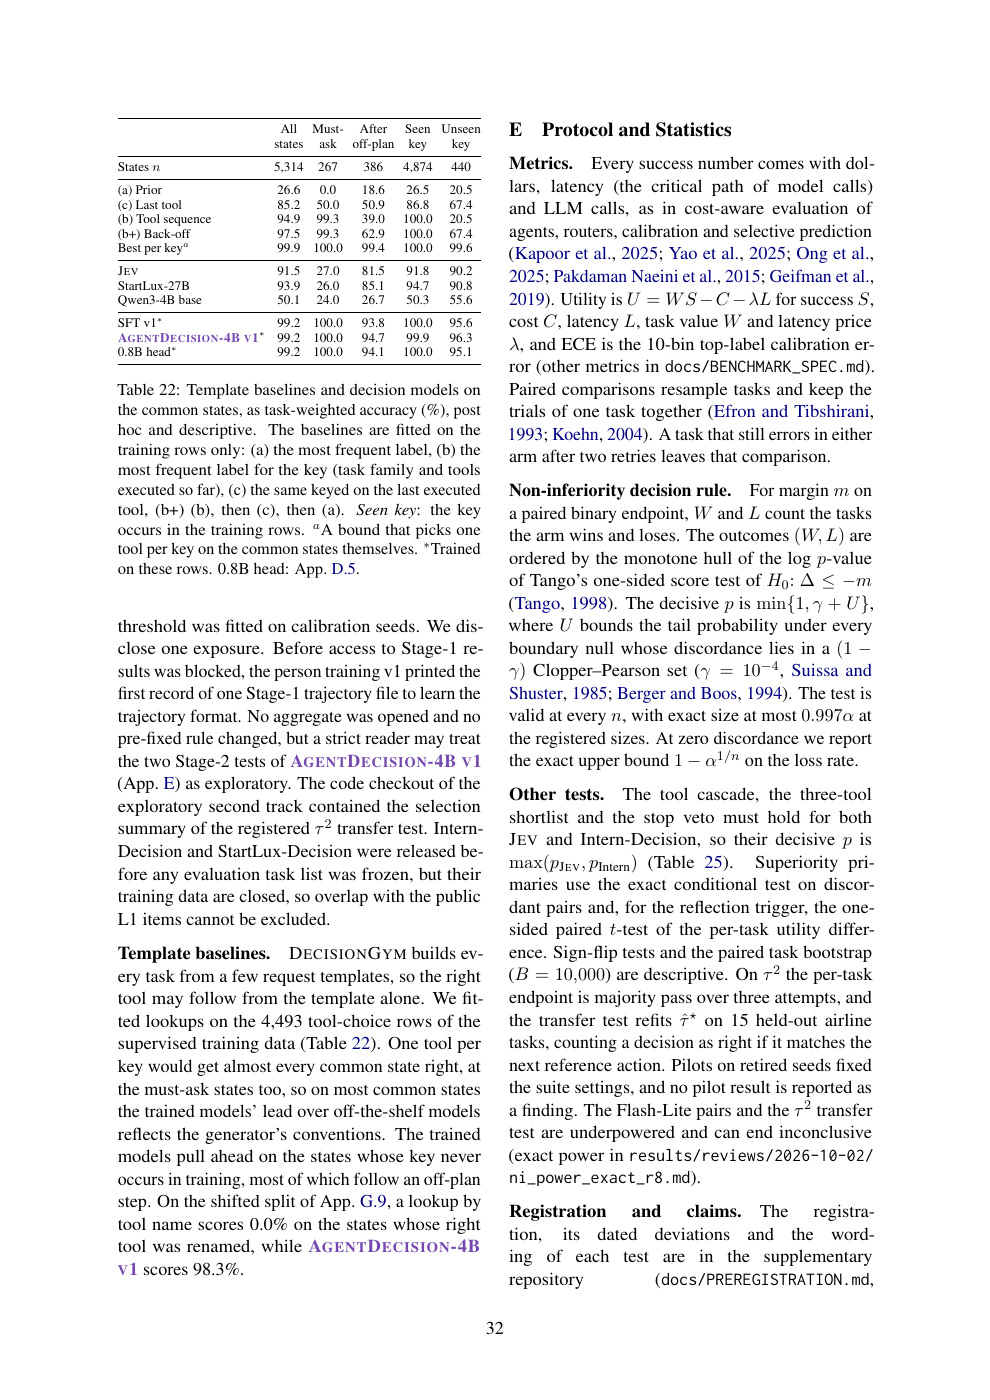 All Must- After Seen Unseen
states ask off-plan key key
States n 5,314 267 386 4,874 440
(a) Prior 26.6 0.0 18.6 26.5 20.5
(c) Last tool 85.2 50.0 50.9 86.8 67.4
(b) Tool sequence 94.9 99.3 39.0 100.0 20.5
(b+) Back-off 97.5 99.3 62.9 100.0 67.4
Best per keyᵃ 99.9 100.0 99.4 100.0 99.6
JEV 91.5 27.0 81.5 91.8 90.2
StartLux-27B 93.9 26.0 85.1 94.7 90.8
Qwen3-4B base 50.1 24.0 26.7 50.3 55.6
SFT v1* 99.2 100.0 93.8 100.0 95.6
AGENTDECISION-4B V1* 99.2 100.0 94.7 99.9 96.3
0.8B head* 99.2 100.0 94.1 100.0 95.1
Table 22: Template baselines and decision models on
the common states, as task-weighted accuracy (%), post
hoc and descriptive. The baselines are fitted on the
training rows only: (a) the most frequent label, (b) the
most frequent label for the key (task family and tools
executed so far), (c) the same keyed on the last executed
tool, (b+) (b), then (c), then (a). Seen key: the key
occurs in the training rows. ᵃA bound that picks one
tool per key on the common states themselves. *Trained
on these rows. 0.8B head: App. D.5.
threshold was fitted on calibration seeds. We dis-
close one exposure. Before access to Stage-1 re-
sults was blocked, the person training v1 printed the
first record of one Stage-1 trajectory file to learn the
trajectory format. No aggregate was opened and no
pre-fixed rule changed, but a strict reader may treat
the two Stage-2 tests of AGENTDECISION-4B V1
(App. E) as exploratory. The code checkout of the
exploratory second track contained the selection
summary of the registered τ² transfer test. Intern-
Decision and StartLux-Decision were released be-
fore any evaluation task list was frozen, but their
training data are closed, so overlap with the public
L1 items cannot be excluded.
Template baselines. DECISIONGYM builds ev-
ery task from a few request templates, so the right
tool may follow from the template alone. We fit-
ted lookups on the 4,493 tool-choice rows of the
supervised training data (Table 22). One tool per
key would get almost every common state right, at
the must-ask states too, so on most common states
the trained models' lead over off-the-shelf models
reflects the generator's conventions. The trained
models pull ahead on the states whose key never
occurs in training, most of which follow an off-plan
step. On the shifted split of App. G.9, a lookup by
tool name scores 0.0% on the states whose right
tool was renamed, while AGENTDECISION-4B
V1 scores 98.3%.
E Protocol and Statistics
Metrics. Every success number comes with dol-
lars, latency (the critical path of model calls)
and LLM calls, as in cost-aware evaluation of
agents, routers, calibration and selective prediction
(Kapoor et al., 2025; Yao et al., 2025; Ong et al.,
2025; Pakdaman Naeini et al., 2015; Geifman et al.,
2019). Utility is U = WS − C − λL for success S,
cost C, latency L, task value W and latency price
λ, and ECE is the 10-bin top-label calibration er-
ror (other metrics in docs/BENCHMARK_SPEC.md).
Paired comparisons resample tasks and keep the
trials of one task together (Efron and Tibshirani,
1993; Koehn, 2004). A task that still errors in either
arm after two retries leaves that comparison.
Non-inferiority decision rule. For margin m on
a paired binary endpoint, W and L count the tasks
the arm wins and loses. The outcomes (W, L) are
ordered by the monotone hull of the log p-value
of Tango's one-sided score test of H₀: Δ ≤ −m
(Tango, 1998). The decisive p is min{1, γ + U},
where U bounds the tail probability under every
boundary null whose discordance lies in a (1 −
γ) Clopper–Pearson set (γ = 10⁻⁴, Suissa and
Shuster, 1985; Berger and Boos, 1994). The test is
valid at every n, with exact size at most 0.997α at
the registered sizes. At zero discordance we report
the exact upper bound 1 − α^{1/n} on the loss rate.
Other tests. The tool cascade, the three-tool
shortlist and the stop veto must hold for both
JEV and Intern-Decision, so their decisive p is
max(p_JEV, p_Intern) (Table 25). Superiority pri-
maries use the exact conditional test on discor-
dant pairs and, for the reflection trigger, the one-
sided paired t-test of the per-task utility differ-
ence. Sign-flip tests and the paired task bootstrap
(B = 10,000) are descriptive. On τ² the per-task
endpoint is majority pass over three attempts, and
the transfer test refits τ̂⋆ on 15 held-out airline
tasks, counting a decision as right if it matches the
next reference action. Pilots on retired seeds fixed
the suite settings, and no pilot result is reported as
a finding. The Flash-Lite pairs and the τ² transfer
test are underpowered and can end inconclusive
(exact power in results/reviews/2026-10-02/
ni_power_exact_r8.md).
Registration and claims. The registra-
tion, its dated deviations and the word-
ing of each test are in the supplementary
repository (docs/PREREGISTRATION.md,
32